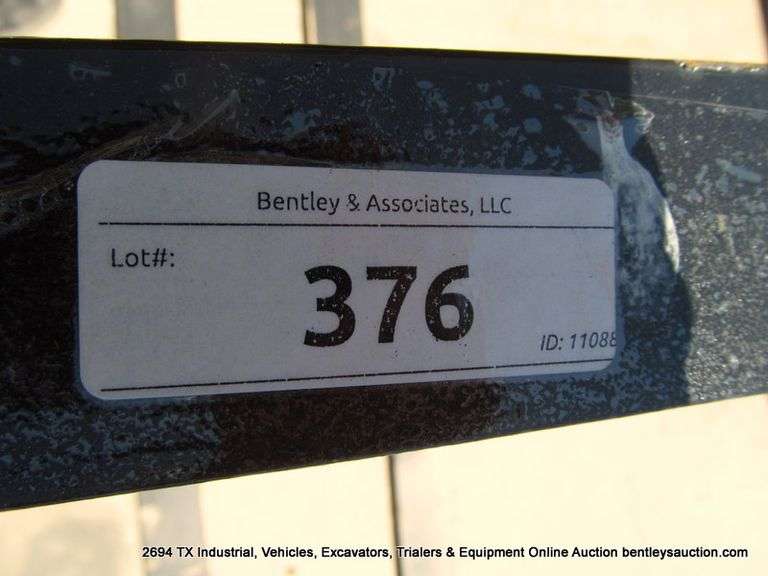 Bentley & Associates, LLC
Lot#:
376
ID: 11088
2694 TX Industrial, Vehicles, Excavators, Trialers & Equipment Online Auction bentleysauction.com